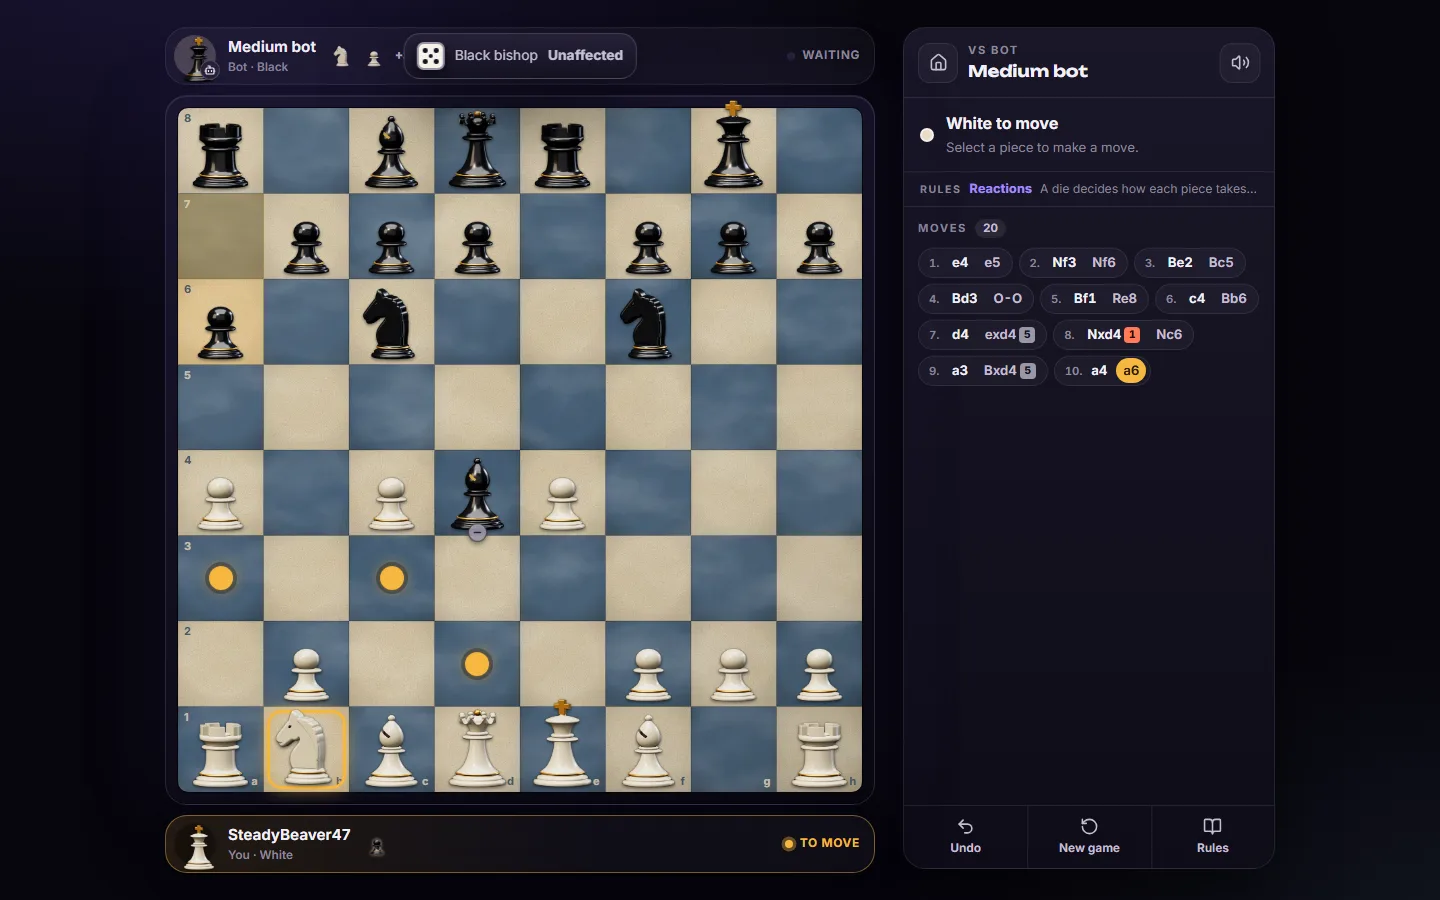 Medium bot
Bot · Black
+
Black bishop Unaffected
WAITING
8
7
6
5
4
3
2
1
a
b
c
d
e
f
g
h
SteadyBeaver47
You · White
TO MOVE
VS BOT
Medium bot
White to move
Select a piece to make a move.
RULES Reactions A die decides how each piece takes...
MOVES 20
1. e4 e5 2. Nf3 Nf6 3. Be2 Bc5
4. Bd3 O-O 5. Bf1 Re8 6. c4 Bb6
7. d4 exd4 5 8. Nxd4 1 Nc6
9. a3 Bxd4 5 10. a4 a6
Undo
New game
Rules